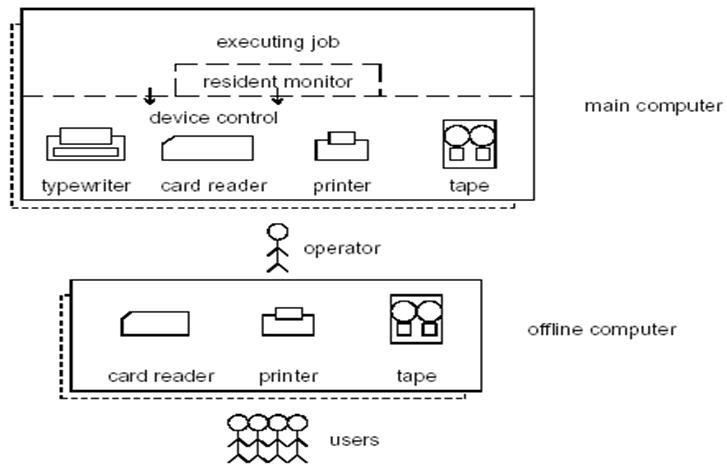 executing job
resident monitor
main computer
device control
typewriter card reader printer tape
operator
offline computer
card reader printer tape
users